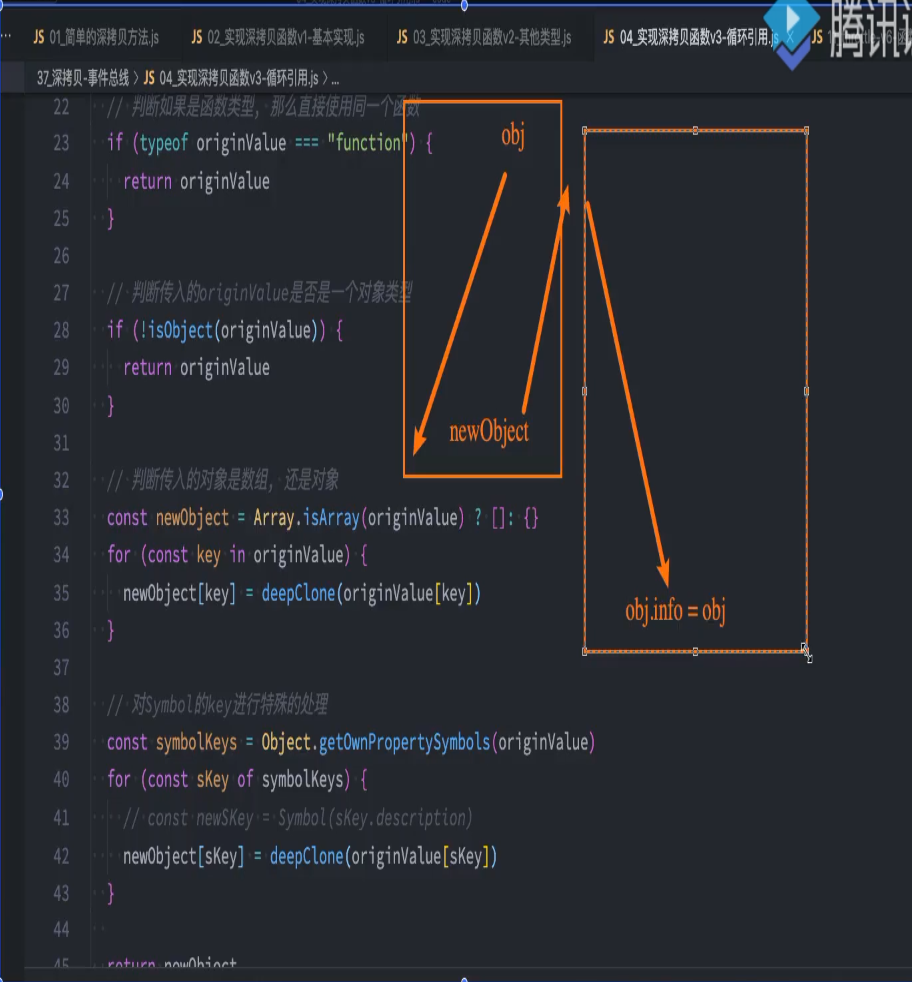 JS 01_简单的深拷贝方法.js JS 02_实现深拷贝函数v1-基本实现.js JS 03_实现深拷贝函数v2-其他类型.js JS 04_实现深拷贝函数v3-循环引用.js JS
腾讯
37_深拷贝-事件总线 > JS 04_实现深拷贝函数v3-循环引用.js > ...
22 // 判断如果是函数类型, 那么直接使用同一个函数
23 if (typeof originValue === "function") {
24 return originValue
25 }
26
27 // 判断传入的originValue是否是一个对象类型
28 if (!isObject(originValue)) {
29 return originValue
30 }
31
32 // 判断传入的对象是数组, 还是对象
33 const newObject = Array.isArray(originValue) ? []: {}
34 for (const key in originValue) {
35 newObject[key] = deepClone(originValue[key])
36 }
37
38 // 对Symbol的key进行特殊的处理
39 const symbolKeys = Object.getOwnPropertySymbols(originValue)
40 for (const sKey of symbolKeys) {
41 // const newSKey = Symbol(sKey.description)
42 newObject[sKey] = deepClone(originValue[sKey])
43 }
44
45 return newObject
obj
newObject
obj.info = obj